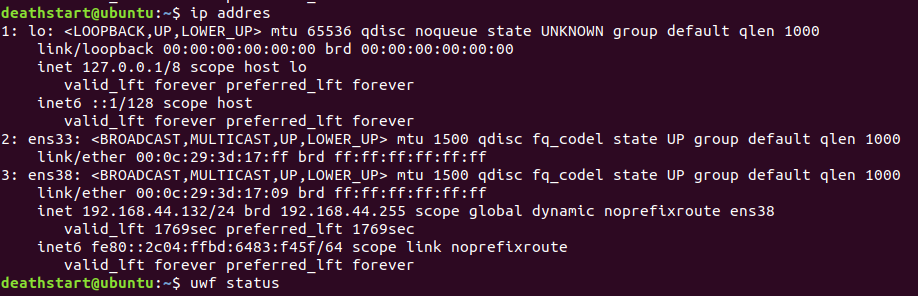 deathstart@ubuntu:~$ ip addres
1: lo: <LOOPBACK,UP,LOWER_UP> mtu 65536 qdisc noqueue state UNKNOWN group default qlen 1000
    link/loopback 00:00:00:00:00:00 brd 00:00:00:00:00:00
    inet 127.0.0.1/8 scope host lo
       valid_lft forever preferred_lft forever
    inet6 ::1/128 scope host
       valid_lft forever preferred_lft forever
2: ens33: <BROADCAST,MULTICAST,UP,LOWER_UP> mtu 1500 qdisc fq_codel state UP group default qlen 1000
    link/ether 00:0c:29:3d:17:ff brd ff:ff:ff:ff:ff:ff
3: ens38: <BROADCAST,MULTICAST,UP,LOWER_UP> mtu 1500 qdisc fq_codel state UP group default qlen 1000
    link/ether 00:0c:29:3d:17:09 brd ff:ff:ff:ff:ff:ff
    inet 192.168.44.132/24 brd 192.168.44.255 scope global dynamic noprefixroute ens38
       valid_lft 1769sec preferred_lft 1769sec
    inet6 fe80::2c04:ffbd:6483:f45f/64 scope link noprefixroute
       valid_lft forever preferred_lft forever
deathstart@ubuntu:~$ uwf status